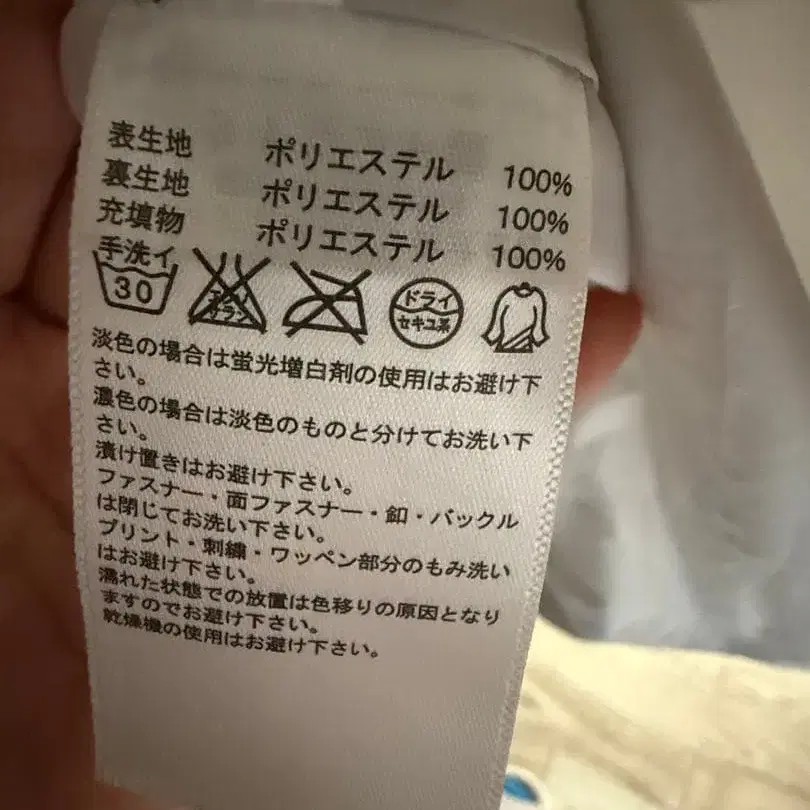 表生地 ポリエステル 100%
裏生地 ポリエステル 100%
充填物 ポリエステル 100%
手洗イ
30
エンソ
サラシ
ドライ
セキユ系
淡色の場合は蛍光増白剤の使用はお避け下
さい。
濃色の場合は淡色のものと分けてお洗い下
さい。
漬け置きはお避け下さい。
ファスナー・面ファスナー・釦・バックル
は閉じてお洗い下さい。
プリント・刺繍・ワッペン部分のもみ洗い
はお避け下さい。
濡れた状態での放置は色移りの原因となり
ますのでお避け下さい。
乾燥機の使用はお避け下さい。